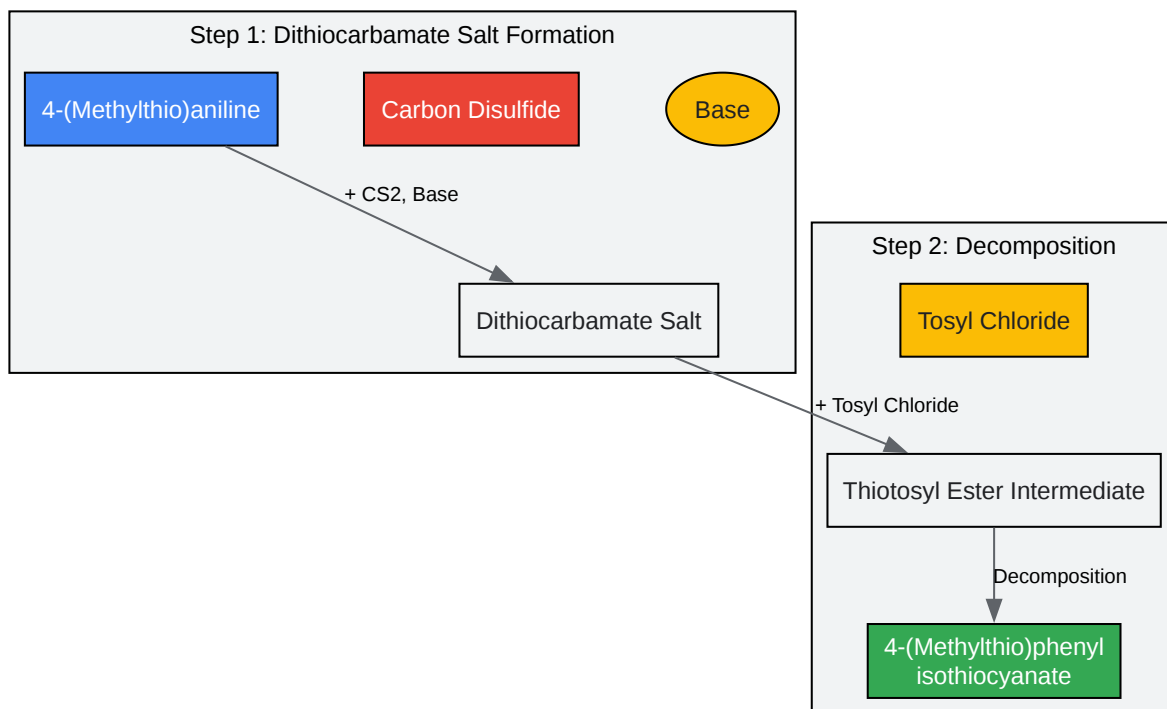 Step 1: Dithiocarbamate Salt Formation
4-(Methylthio)aniline
Carbon Disulfide
Base
+ CS2, Base
Dithiocarbamate Salt
Step 2: Decomposition
Tosyl Chloride
+ Tosyl Chloride
Thiotosyl Ester Intermediate
Decomposition
4-(Methylthio)phenyl
isothiocyanate